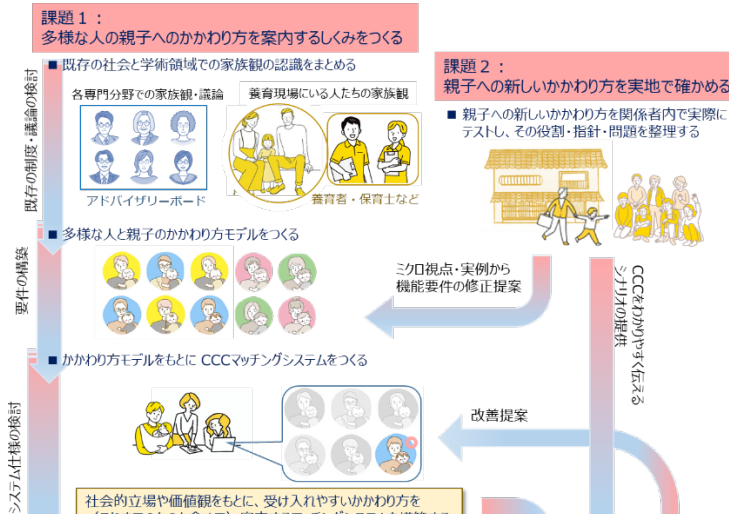 課題１：
多様な人の親子へのかかわり方を案内するしくみをつくる
■ 既存の社会と学術領域での家族観の認識をまとめる
各専門分野での家族観・議論
養育現場にいる人たちの家族観
アドバイザリーボード
養育者・保育士など
既存の制度・議論の検討
■ 多様な人と親子のかかわり方モデルをつくる
要件の構築
■ かかわり方モデルをもとに CCCマッチングシステムをつくる
システム仕様の検討
社会的立場や価値観をもとに、受け入れやすいかかわり方を
課題２：
親子への新しいかかわり方を実地で確かめる
■ 親子への新しいかかわり方を関係者内で実際に
テストし、その役割・指針・問題を整理する
ミクロ視点・実例から
機能要件の修正提案
CCCをわかりやすく伝える
シナリオの提供
改善提案